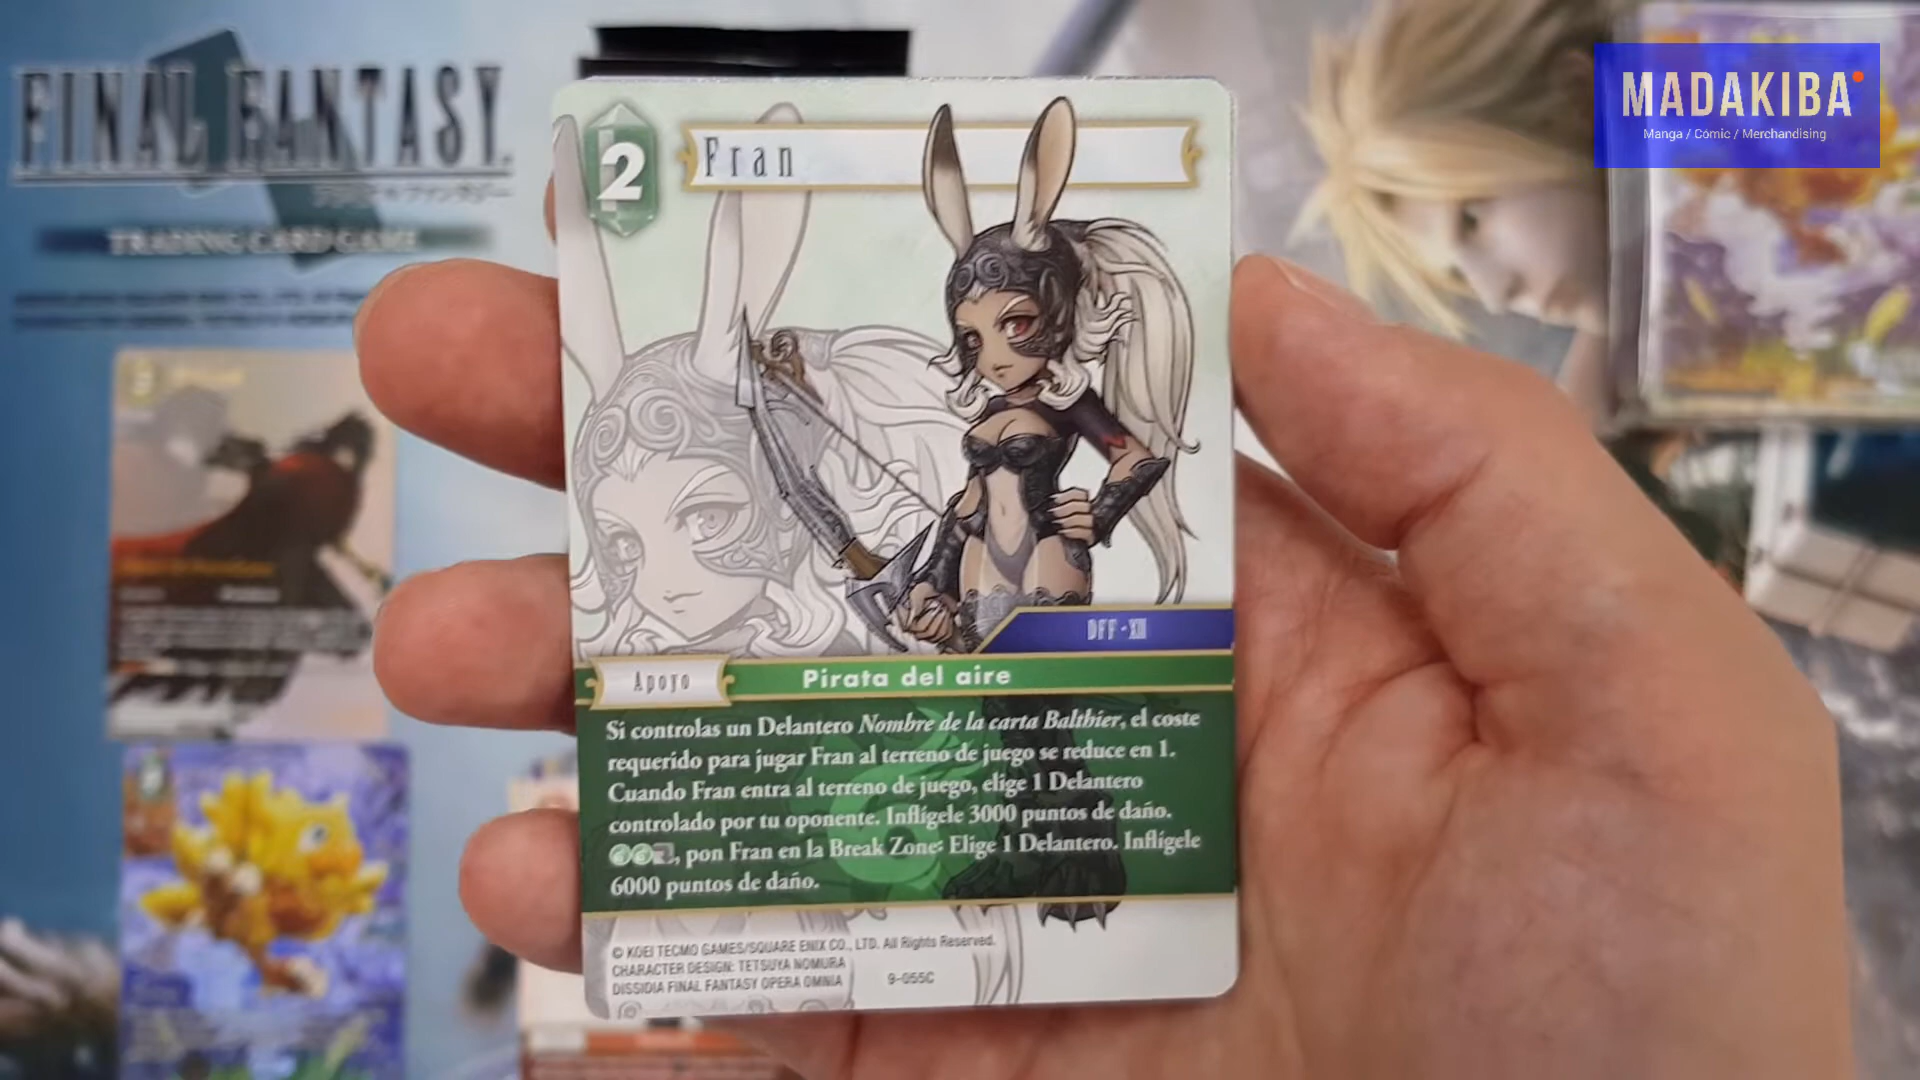 FINAL FANTASY
TRADING CARD GAME
MADAKIBA
Manga / Cómic / Merchandising
2
Fran
DFF - XII
Apoyo
Pirata del aire
Si controlas un Delantero Nombre de la carta Balthier, el coste
requerido para jugar Fran al terreno de juego se reduce en 1.
Cuando Fran entra al terreno de juego, elige 1 Delantero
controlado por tu oponente. Inflígele 3000 puntos de daño.
, pon Fran en la Break Zone: Elige 1 Delantero. Inflígele
6000 puntos de daño.
© KOEI TECMO GAMES/SQUARE ENIX CO., LTD. All Rights Reserved.
CHARACTER DESIGN: TETSUYA NOMURA
DISSIDIA FINAL FANTASY OPERA OMNIA
9-055C